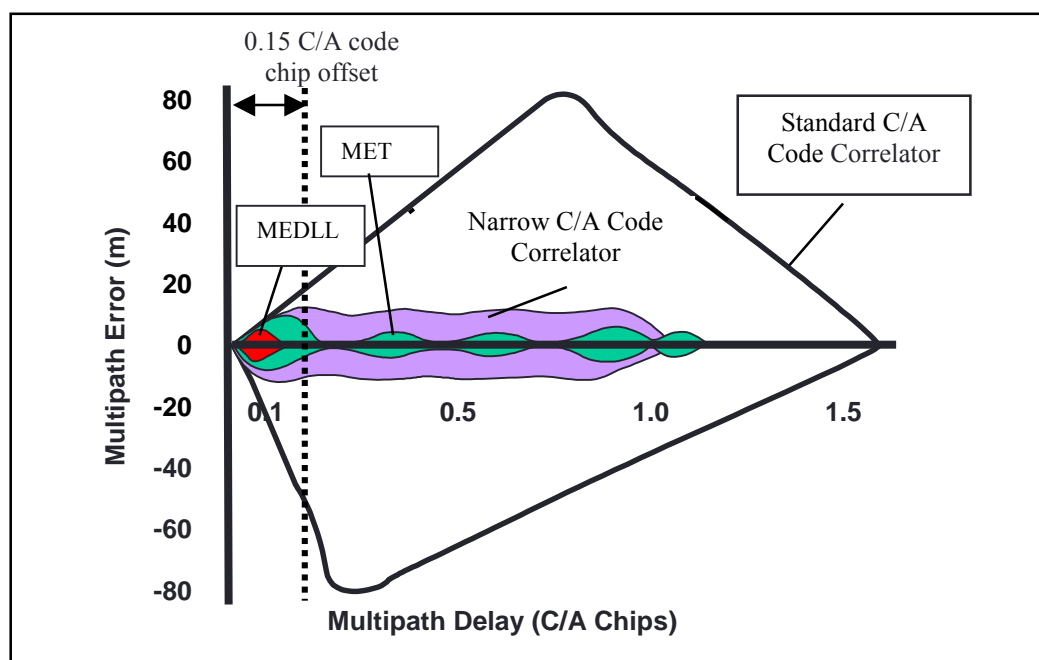 0.15 C/A code
chip offset
80
60
40
20
0
-20
-40
-60
-80
Multipath Error (m)
MET
MEDLL
Narrow C/A Code
Correlator
Standard C/A
Code Correlator
0.1
0.5
1.0
1.5
Multipath Delay (C/A Chips)